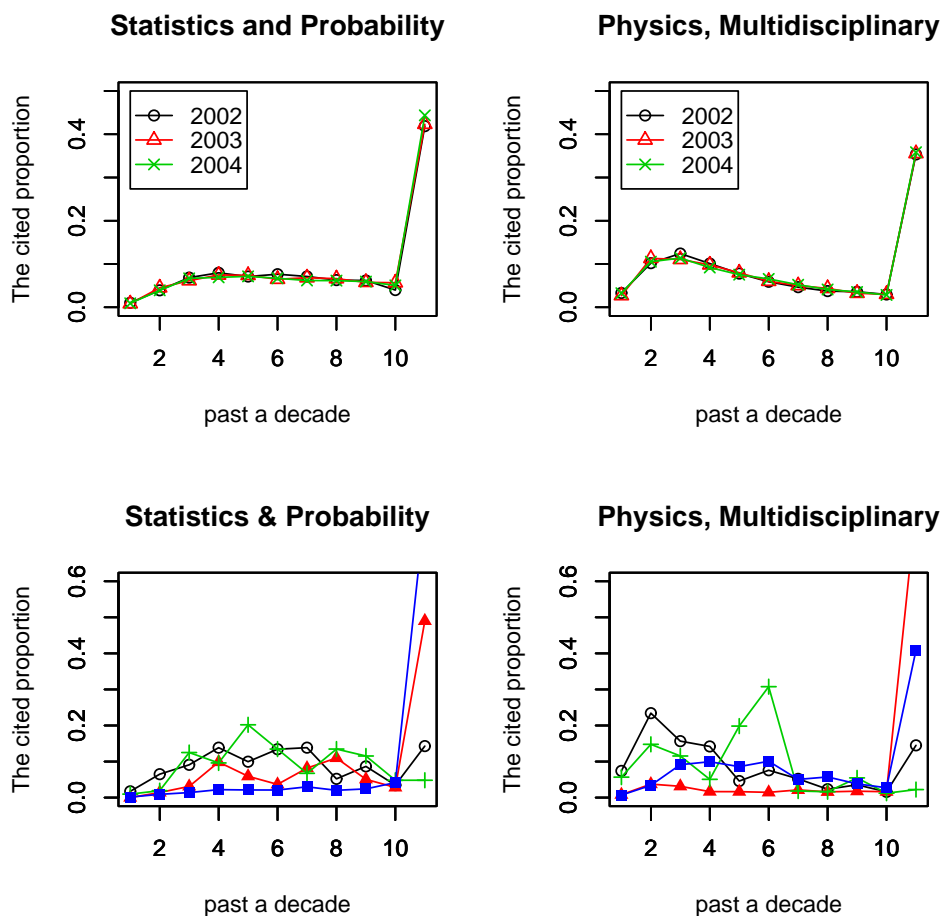 Statistics and Probability
The cited proportion
0.0 0.2 0.4
2002
2003
2004
2 4 6 8 10
past a decade
Physics, Multidisciplinary
The cited proportion
0.0 0.2 0.4
2002
2003
2004
2 4 6 8 10
past a decade
Statistics & Probability
The cited proportion
0.0 0.2 0.4 0.6
2 4 6 8 10
past a decade
Physics, Multidisciplinary
The cited proportion
0.0 0.2 0.4 0.6
2 4 6 8 10
past a decade